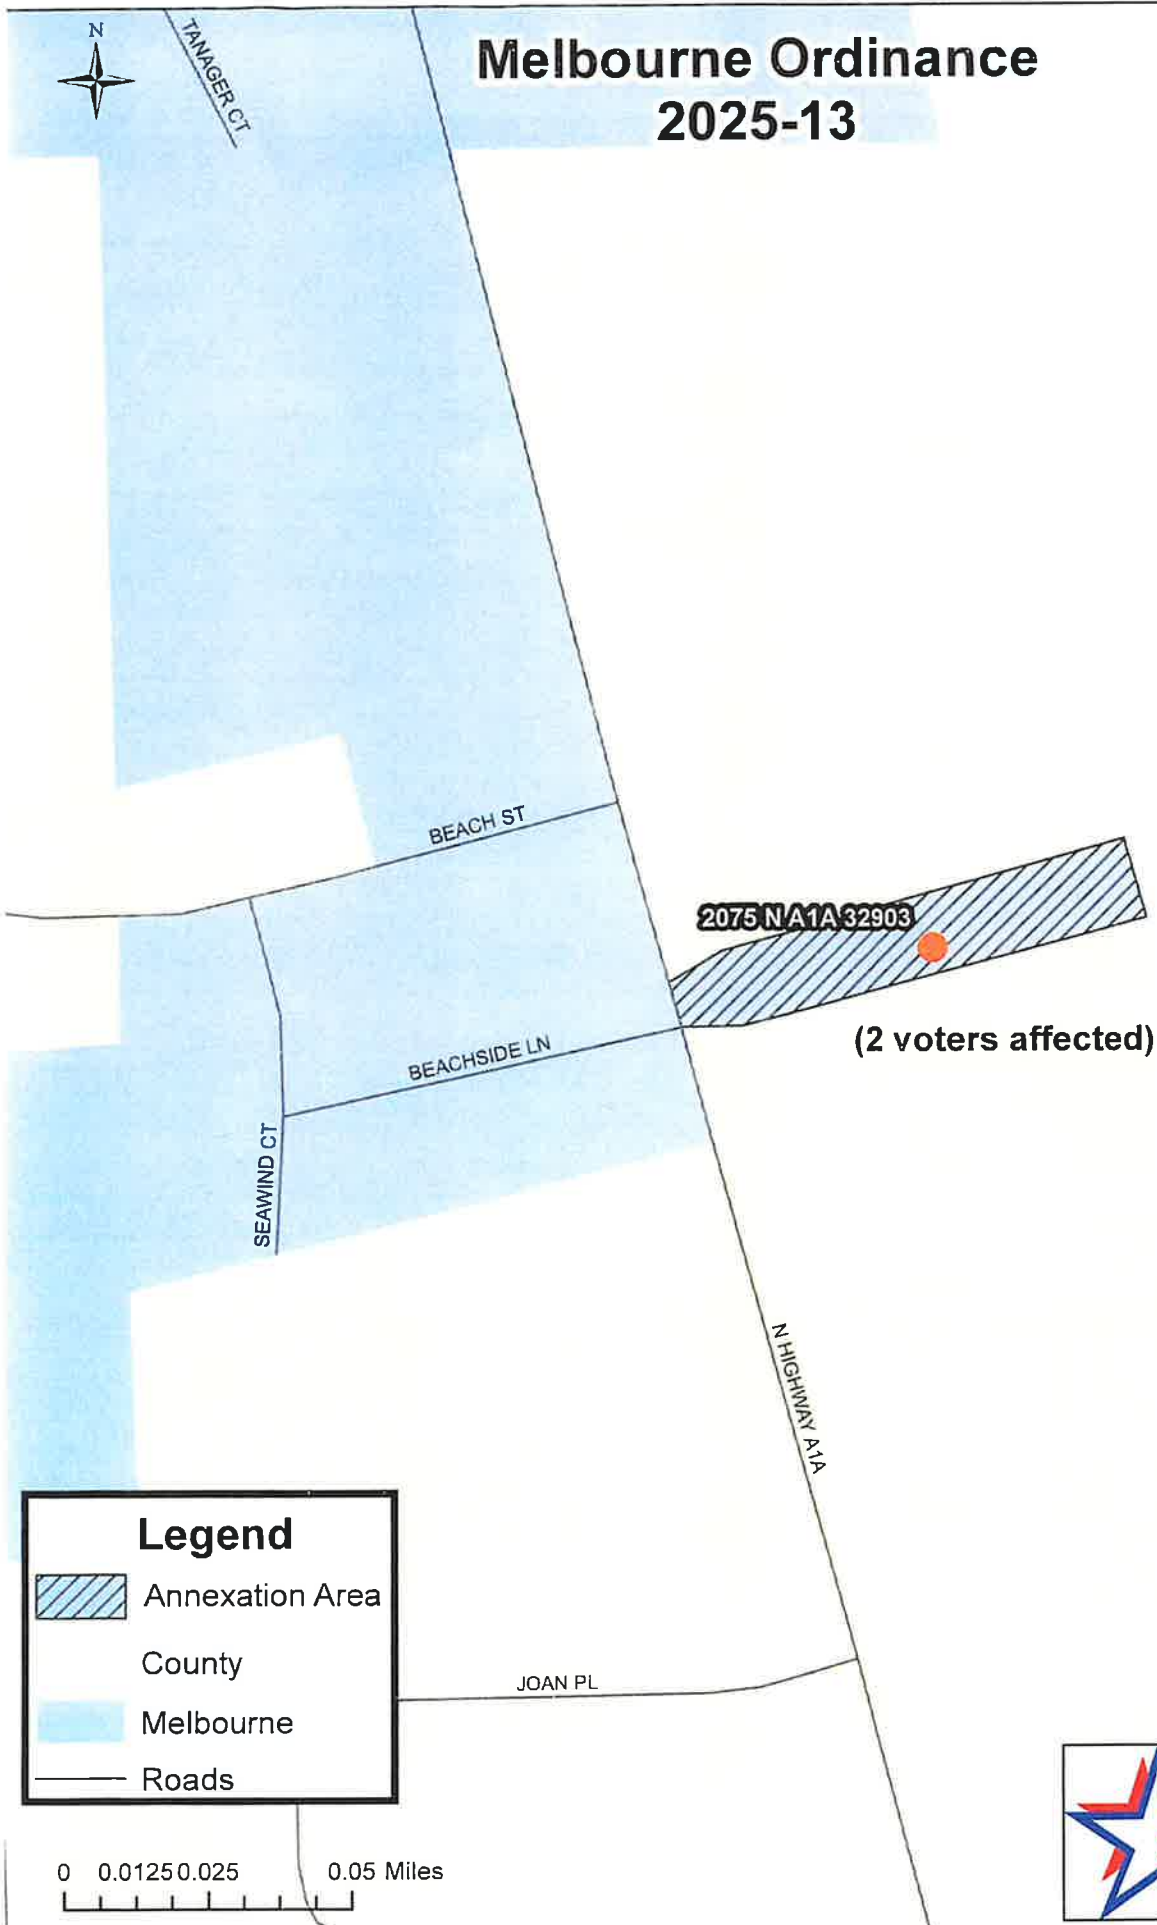 N
TANAGER CT
Melbourne Ordinance
2025-13
BEACH ST
2075 N A1A 32903
(2 voters affected)
BEACHSIDE LN
SEAWIND CT
N HIGHWAY A1A
Legend
Annexation Area
County
Melbourne
Roads
JOAN PL
0 0.0125 0.025 0.05 Miles